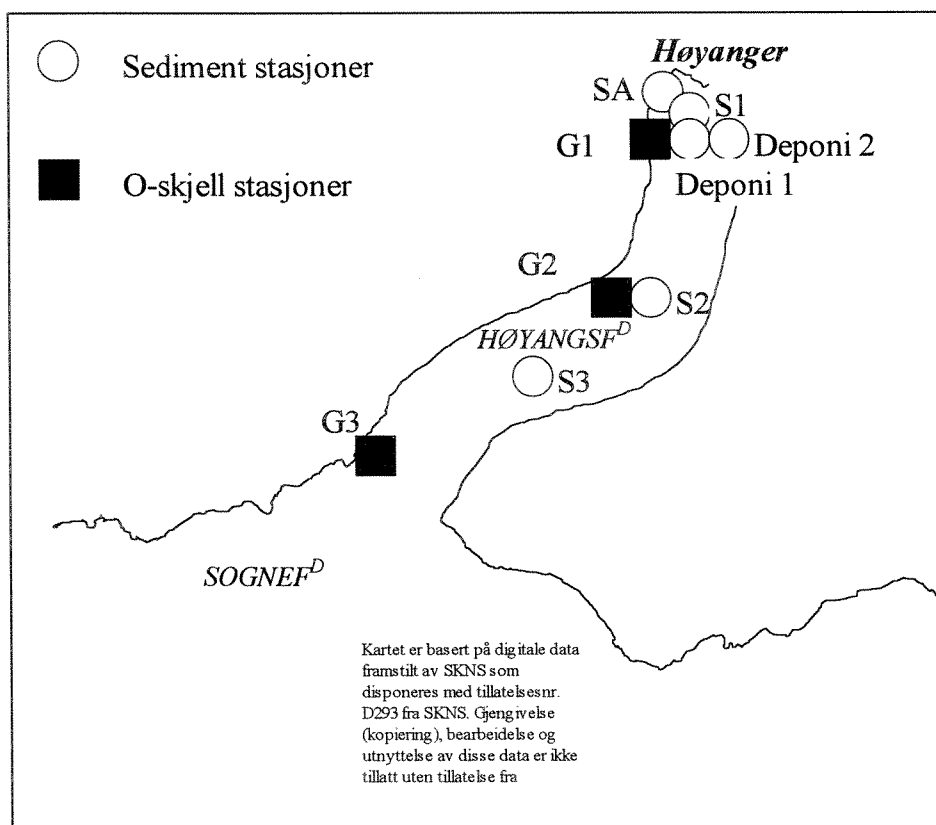 Sediment stasjoner
O-skjell stasjoner
Høyanger
SA
S1
G1
Deponi 2
Deponi 1
G2
S2
HØYANGSF^D
S3
G3
SOGNEF^D
Kartet er basert på digitale data
framstilt av SKNS som
disponeres med tillatelsesnr.
D293 fra SKNS. Gjengivelse
(kopiering), bearbeidelse og
utnyttelse av disse data er ikke
tillatt uten tillatelse fra